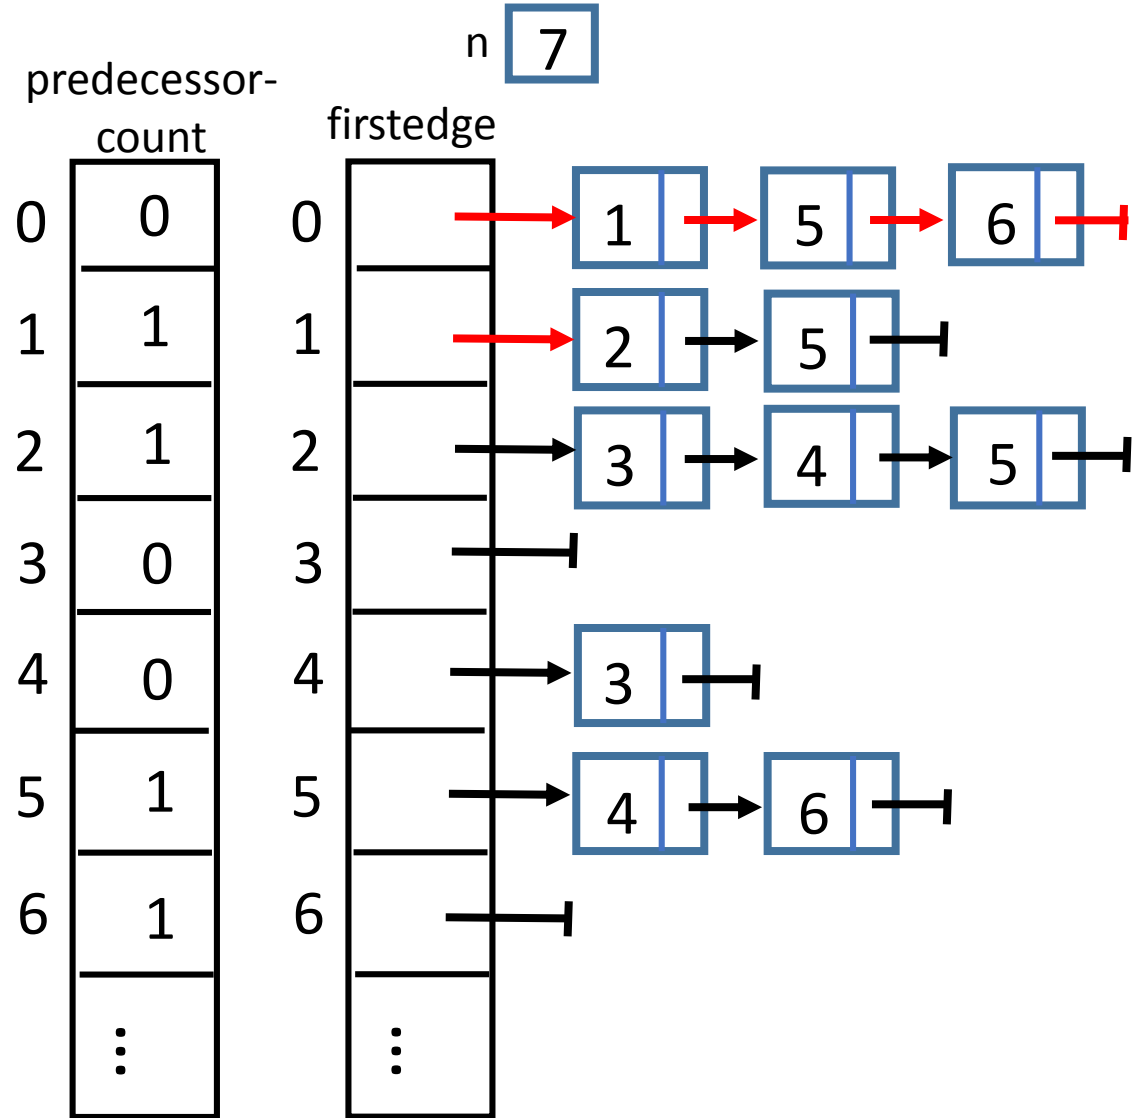 n 7
predecessor-
count
firstedge
0 0 0 1 5 6
1 1 1 2 5
2 1 2 3 4 5
3 0 3
4 0 4 3
5 1 5 4 6
6 1 6
⋮ ⋮